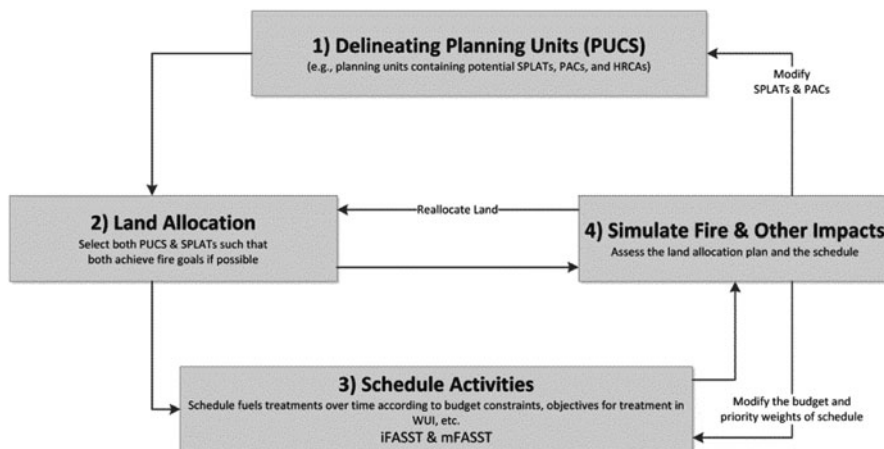 1) Delineating Planning Units (PUCS)
(e.g., planning units containing potential SPLATs, PACs, and HRCAs)
Modify
SPLATs & PACs
2) Land Allocation
Select both PUCS & SPLATs such that
both achieve fire goals if possible
Reallocate Land
4) Simulate Fire & Other Impacts
Assess the land allocation plan and the schedule
3) Schedule Activities
Schedule fuels treatments over time according to budget constraints, objectives for treatment in
WUI, etc.
iFASST & mFASST
Modify the budget and
priority weights of schedule